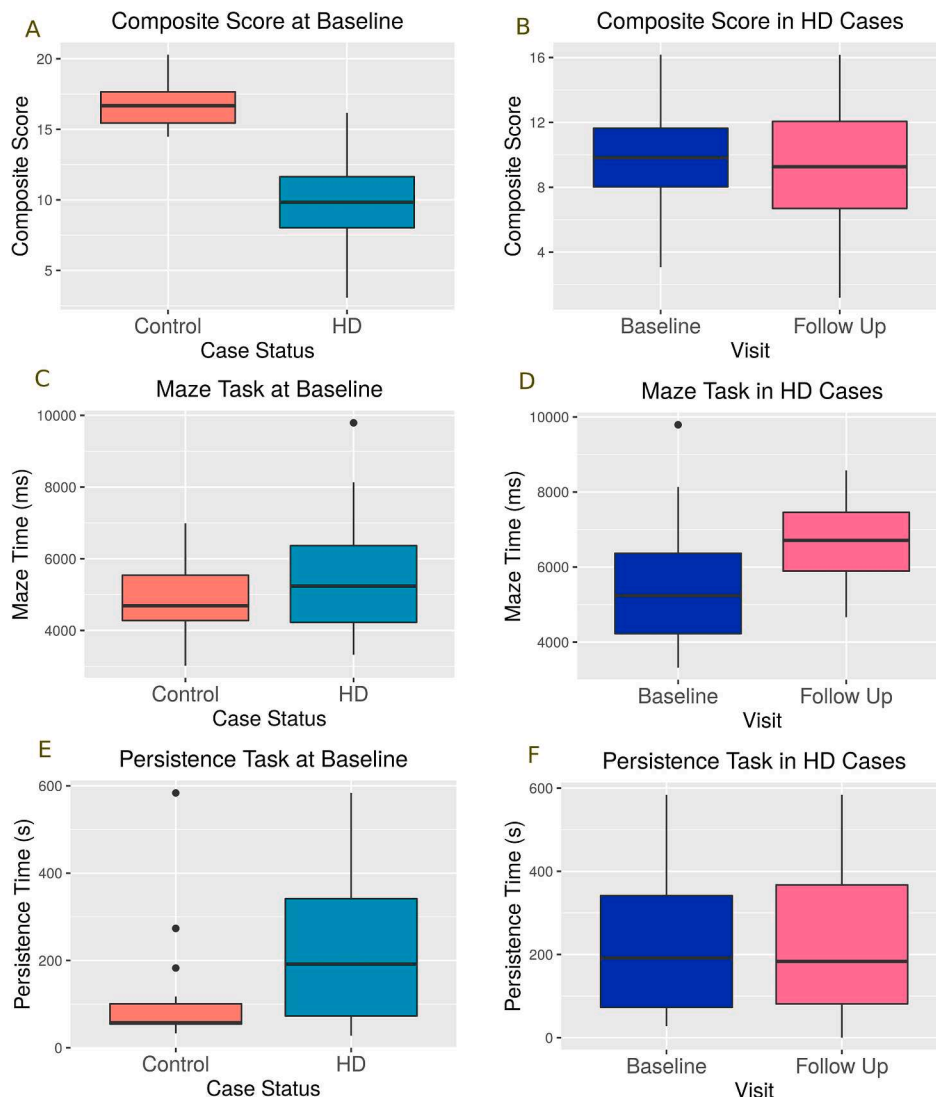 A
Composite Score at Baseline
Composite Score
20
15
10
5
Control
HD
Case Status
B
Composite Score in HD Cases
Composite Score
16
12
8
4
Baseline
Follow Up
Visit
C
Maze Task at Baseline
Maze Time (ms)
10000
8000
6000
4000
Control
HD
Case Status
D
Maze Task in HD Cases
Maze Time (ms)
10000
8000
6000
4000
Baseline
Follow Up
Visit
E
Persistence Task at Baseline
Persistence Time (s)
600
400
200
0
Control
HD
Case Status
F
Persistence Task in HD Cases
Persistence Time (s)
600
400
200
0
Baseline
Follow Up
Visit